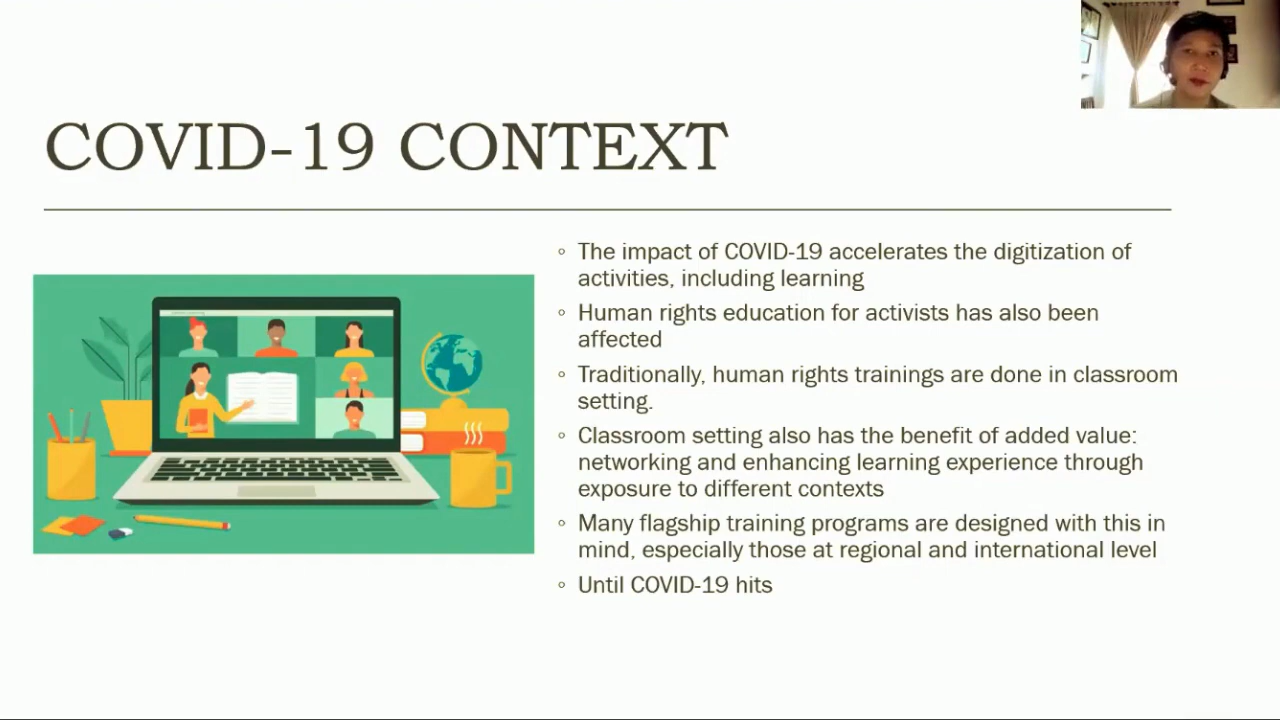 COVID-19 CONTEXT
◦ The impact of COVID-19 accelerates the digitization of
activities, including learning
◦ Human rights education for activists has also been
affected
◦ Traditionally, human rights trainings are done in classroom
setting.
◦ Classroom setting also has the benefit of added value:
networking and enhancing learning experience through
exposure to different contexts
◦ Many flagship training programs are designed with this in
mind, especially those at regional and international level
◦ Until COVID-19 hits